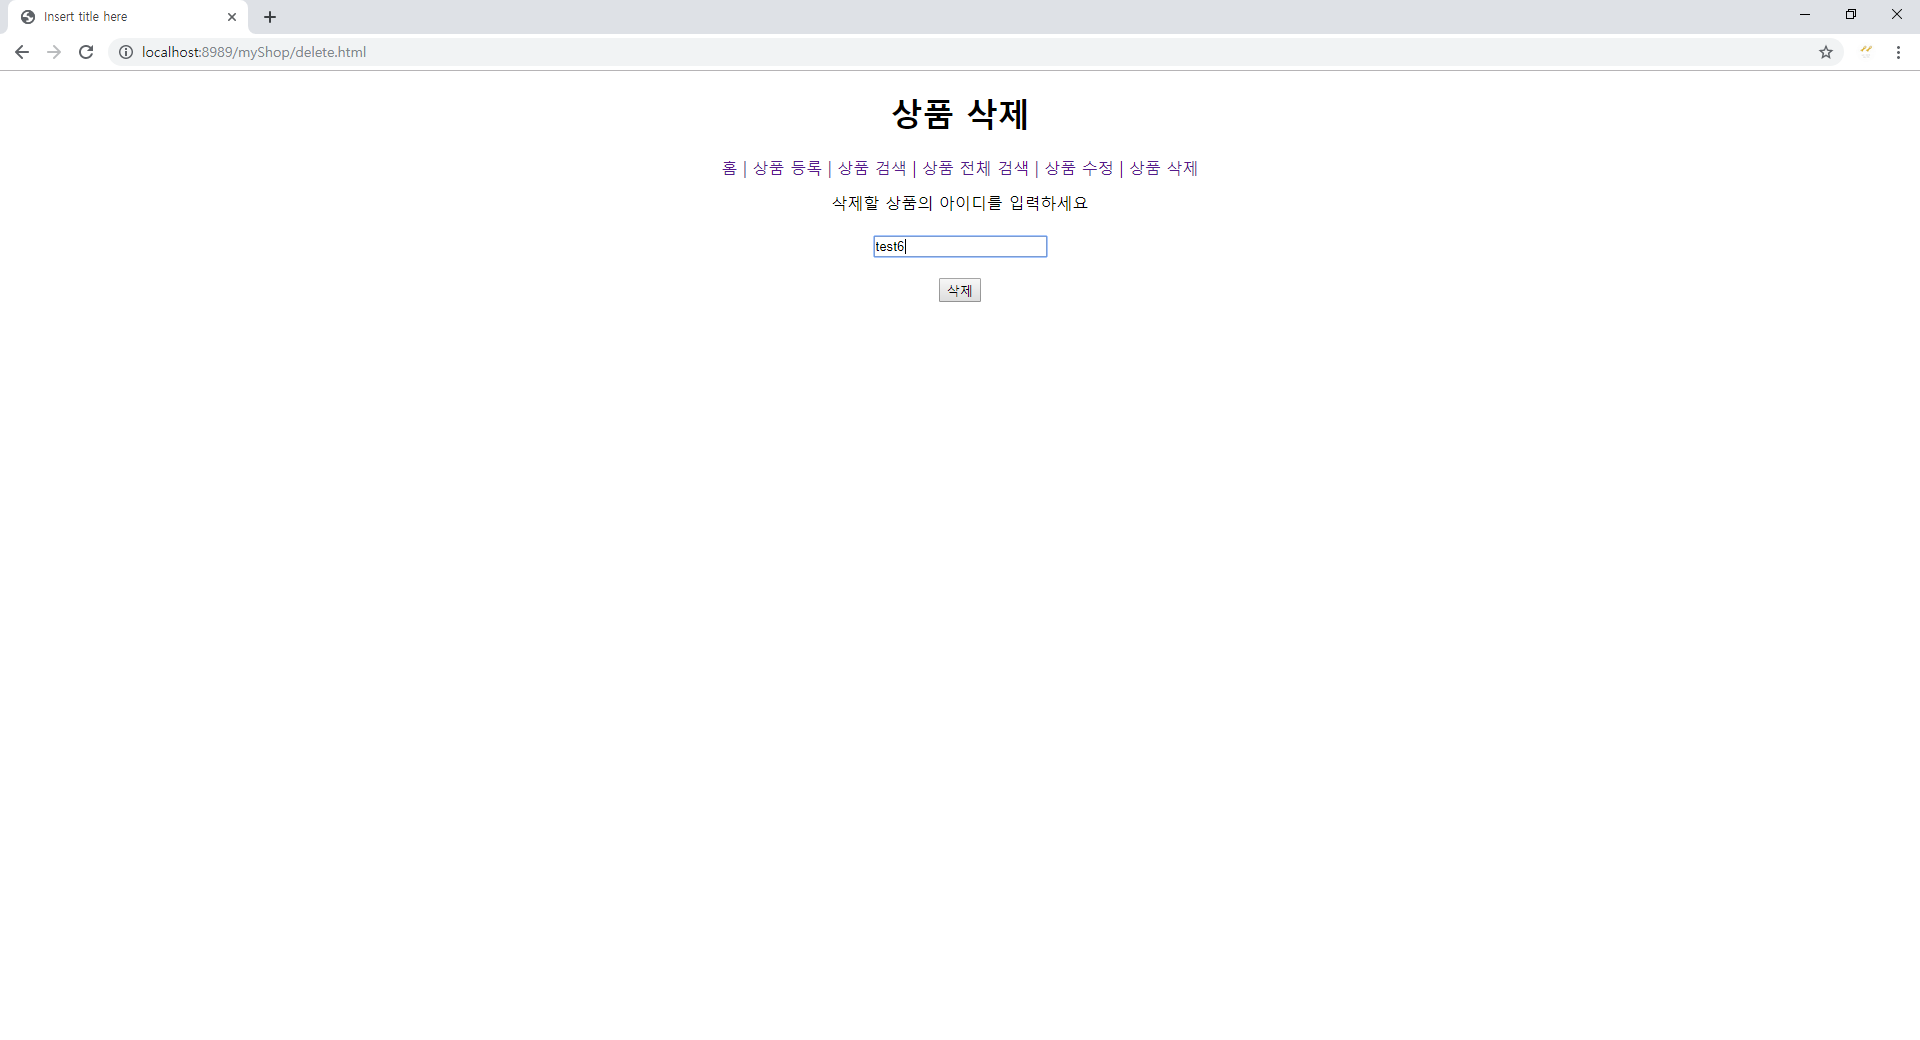 Insert title here
localhost:8989/myShop/delete.html
상품 삭제
홈 | 상품 등록 | 상품 검색 | 상품 전체 검색 | 상품 수정 | 상품 삭제
삭제할 상품의 아이디를 입력하세요
test6
삭제